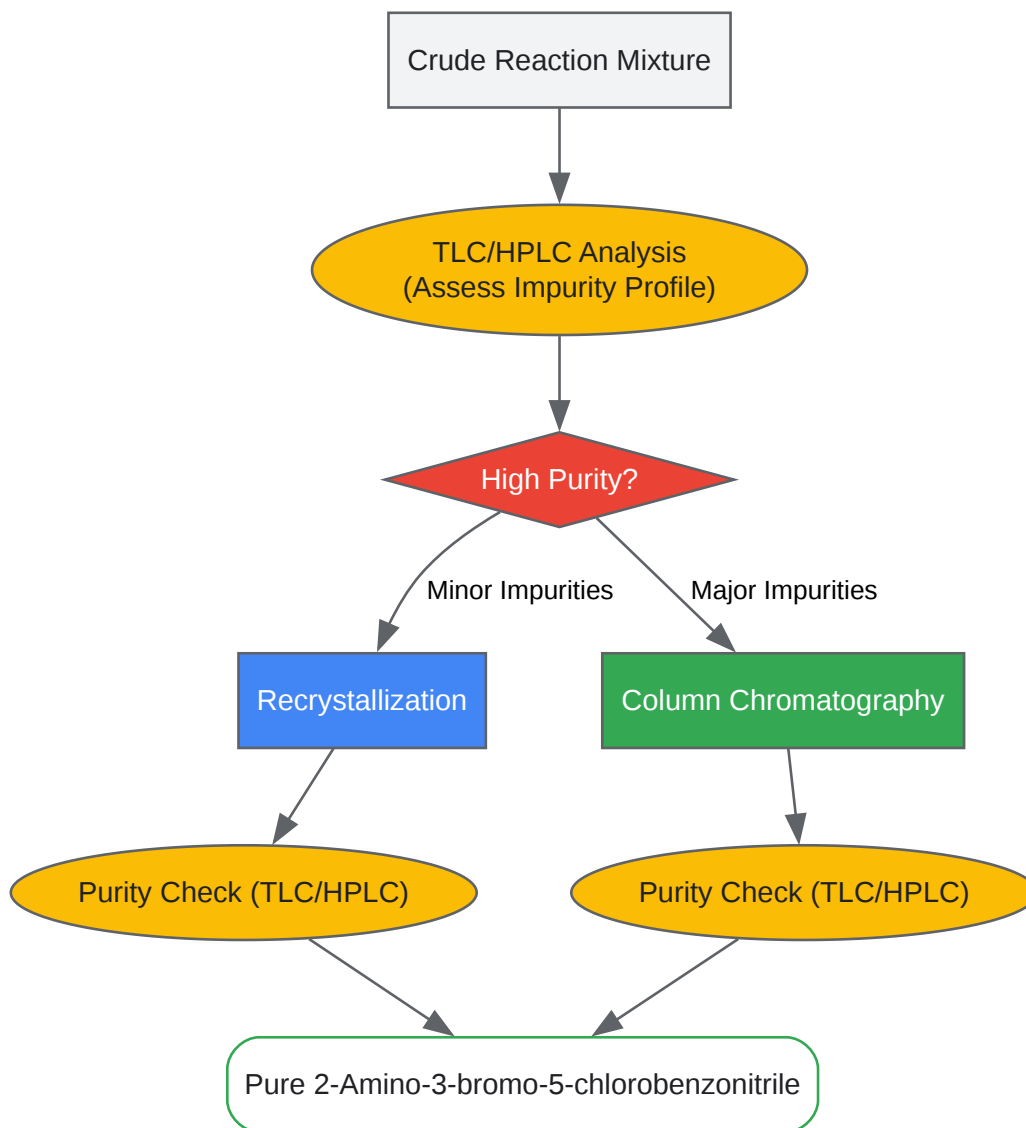 Crude Reaction Mixture
TLC/HPLC Analysis
(Assess Impurity Profile)
High Purity?
Minor Impurities
Major Impurities
Recrystallization
Column Chromatography
Purity Check (TLC/HPLC)
Purity Check (TLC/HPLC)
Pure 2-Amino-3-bromo-5-chlorobenzonitrile